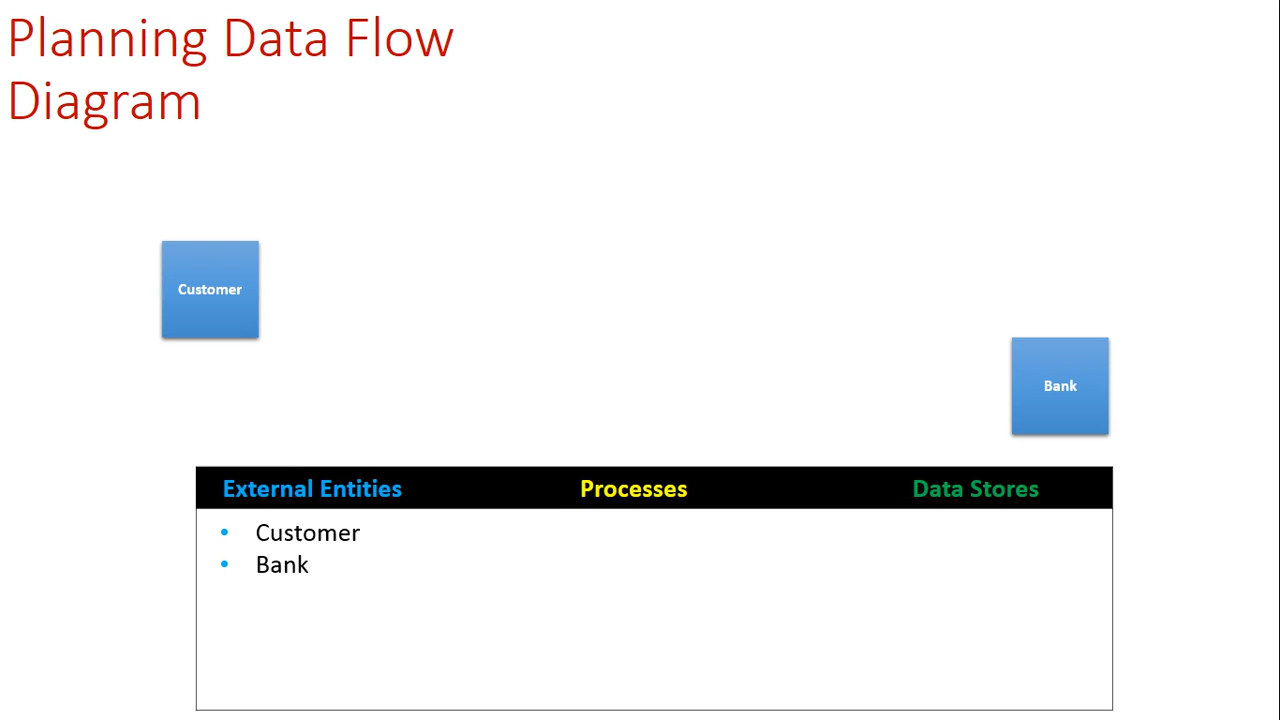 Planning Data Flow
Diagram
Customer
Bank
External Entities
Processes
Data Stores
• Customer
• Bank